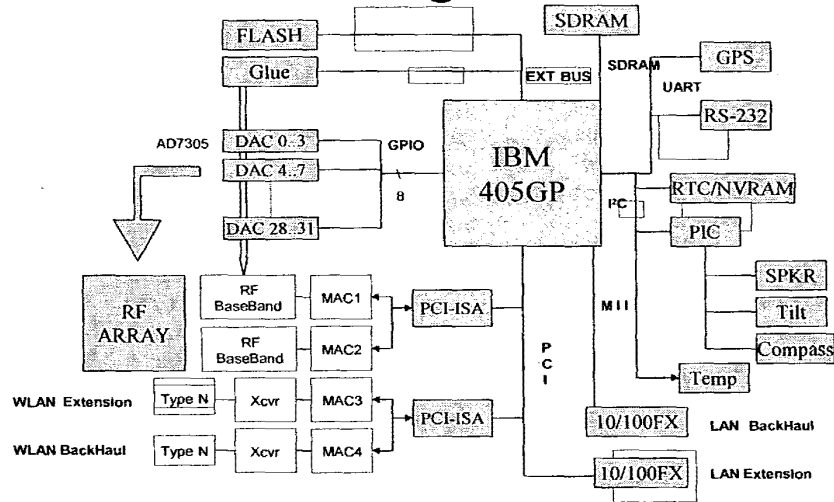 FLASH
SDRAM
Glue
EXT BUS
SDRAM
GPS
UART
RS-232
AD7305
DAC 0..3
DAC 4..7
DAC 28..31
GPIO
8
IBM
405GP
I²C
RTC/NVRAM
PIC
SPKR
Tilt
Compass
Temp
RF
ARRAY
RF
BaseBand
MAC1
RF
BaseBand
MAC2
PCI-ISA
PCI
MII
WLAN Extension
Type N
Xcvr
MAC3
WLAN BackHaul
Type N
Xcvr
MAC4
PCI-ISA
10/100FX
LAN BackHaul
10/100FX
LAN Extension